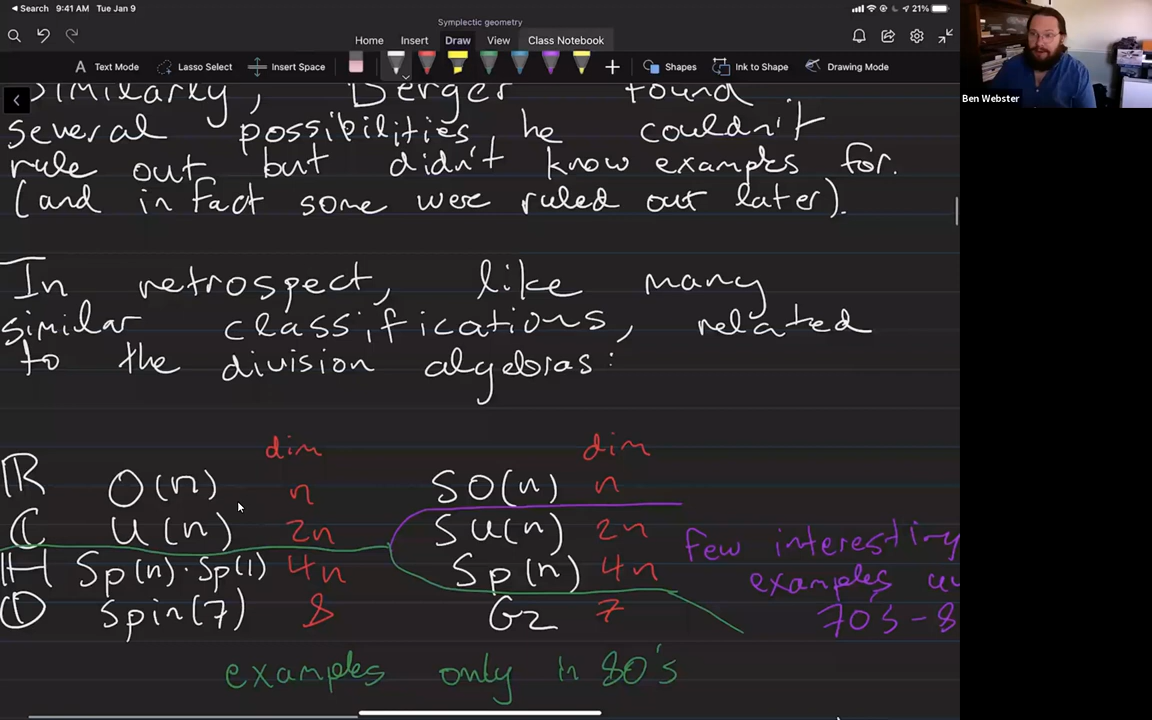 Search 9:41 AM Tue Jan 9
21%
Symplectic geometry
Home Insert Draw View Class Notebook
Text Mode Lasso Select Insert Space Shapes Ink to Shape Drawing Mode
Ben Webster
Similarly, Berger found
several possibilities, he couldn't
rule out but didn't know examples for.
(and in fact some were ruled out later).
In retrospect, like many
similar classifications, related
to the division algebras:
dim dim
R O(n) n SO(n) n
C U(n) 2n SU(n) 2n
H Sp(n)·Sp(1) 4n Sp(n) 4n
O Spin(7) 8 G2 7
few interesting
examples
70's-8
examples only in 80's